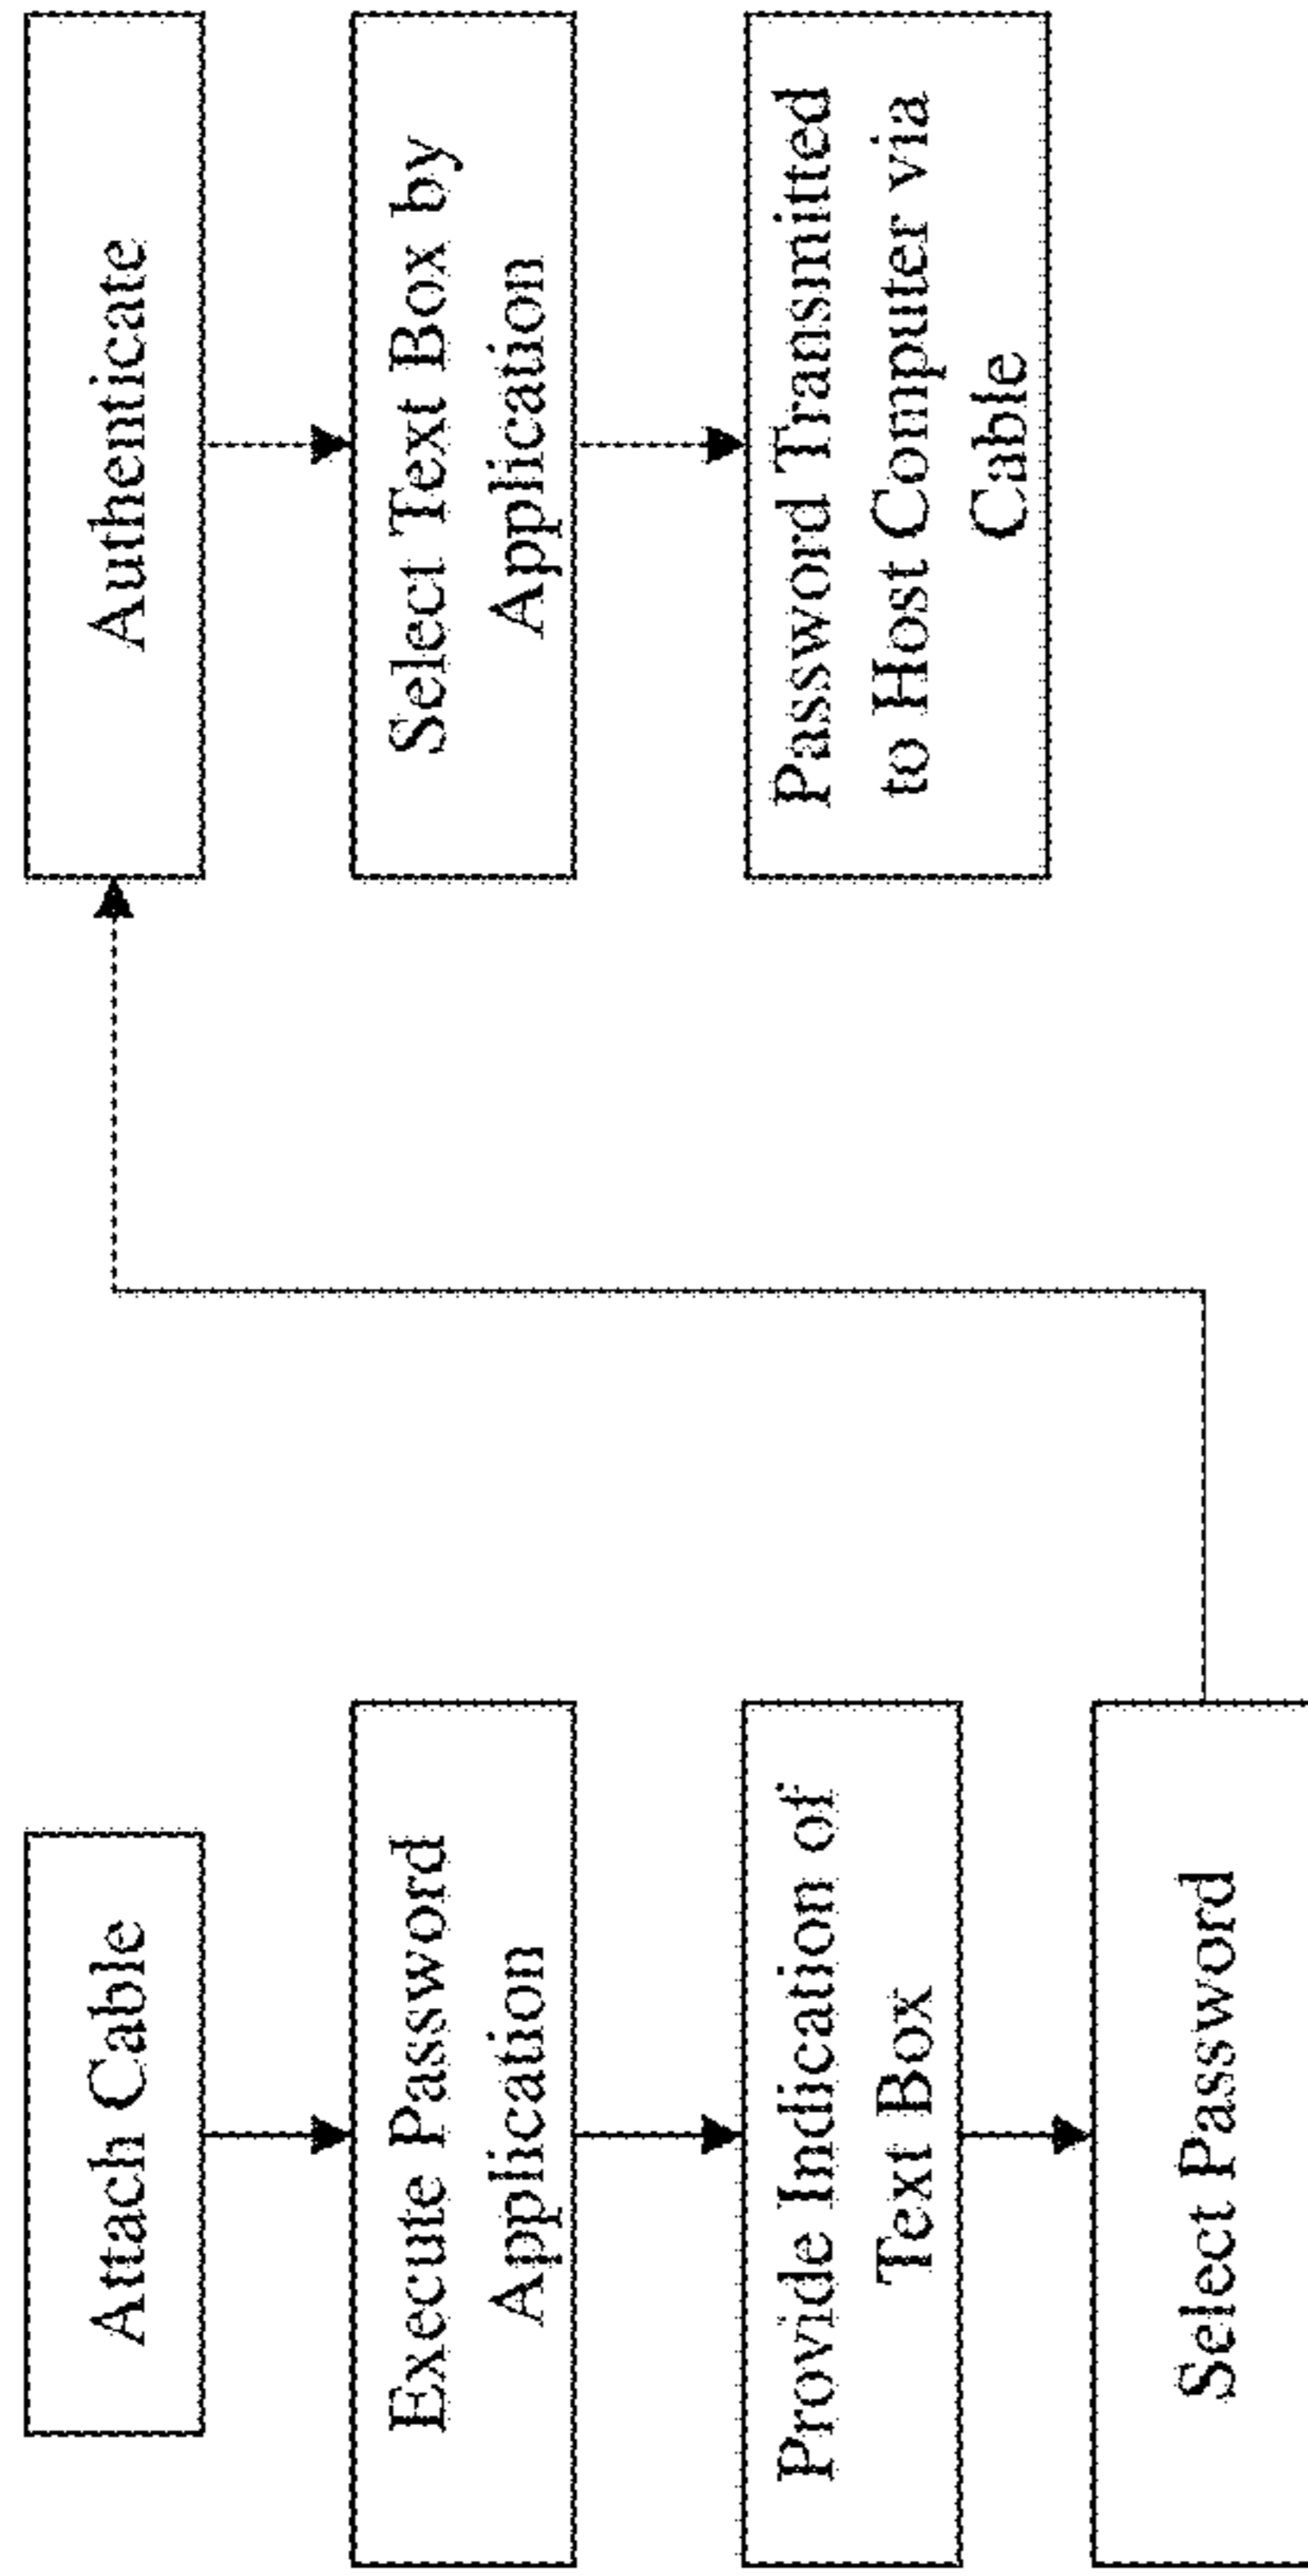 Attach Cable
Execute Password
Application
Provide Indication of
Text Box
Select Password
Authenticate
Select Text Box by
Application
Password Transmitted
to Host Computer via
Cable